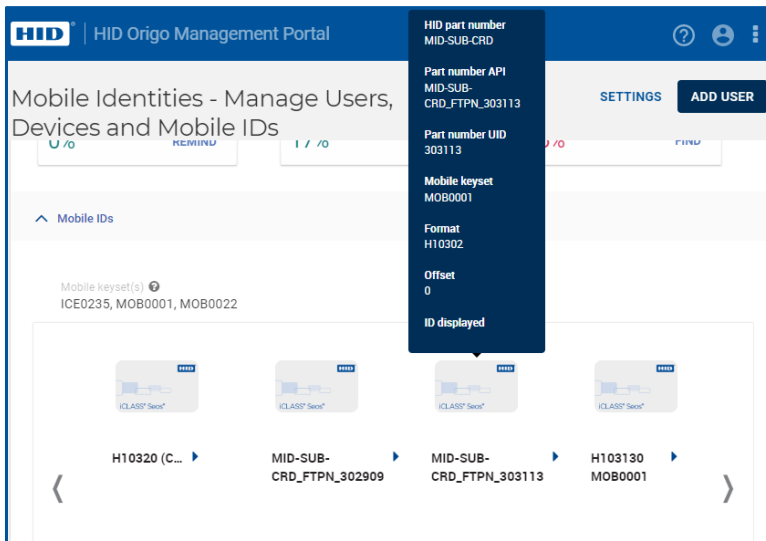 HID | HID Origo Management Portal
Mobile Identities - Manage Users,
Devices and Mobile IDs
SETTINGS
ADD USER
0%
REMIND
17%
0%
FIND
HID part number
MID-SUB-CRD
Part number API
MID-SUB-
CRD_FTPN_303113
Part number UID
303113
Mobile keyset
MOB0001
Format
H10302
Offset
0
ID displayed
Mobile IDs
Mobile keyset(s)
ICE0235, MOB0001, MOB0022
HID
iCLASS® Seos®
H10320 (C...
HID
iCLASS® Seos®
MID-SUB-
CRD_FTPN_302909
HID
iCLASS® Seos®
MID-SUB-
CRD_FTPN_303113
HID
iCLASS® Seos®
H103130
MOB0001